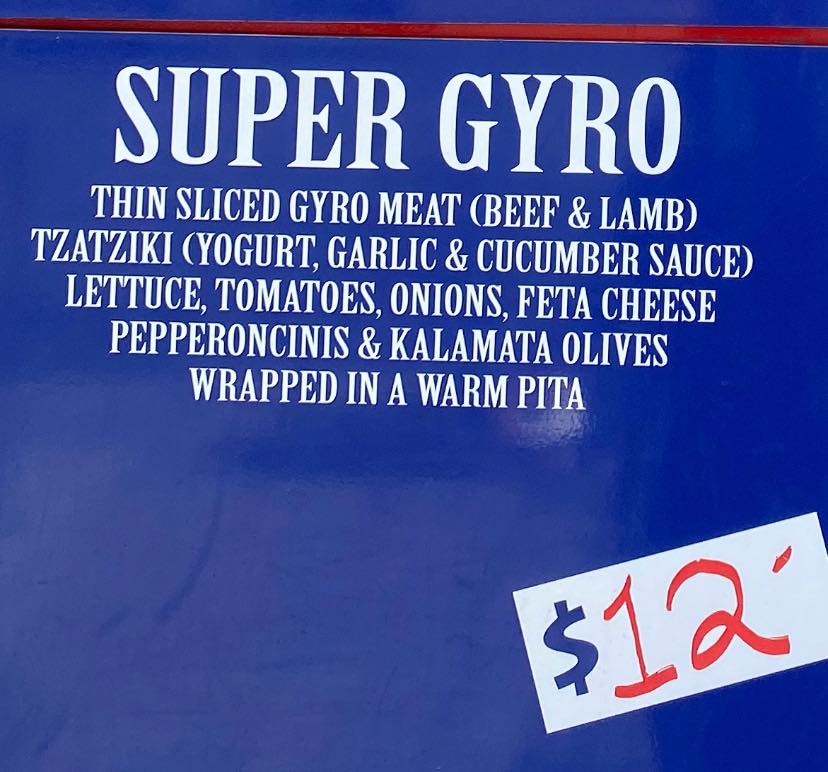 SUPER GYRO
THIN SLICED GYRO MEAT (BEEF & LAMB)
TZATZIKI (YOGURT, GARLIC & CUCUMBER SAUCE)
LETTUCE, TOMATOES, ONIONS, FETA CHEESE
PEPPERONCINIS & KALAMATA OLIVES
WRAPPED IN A WARM PITA
$12